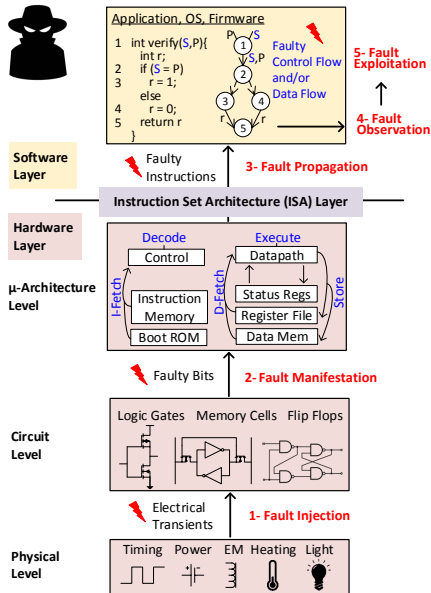 Application, OS, Firmware
1 int verify(S,P){
int r;
2 if (S = P)
3 r = 1;
else
4 r = 0;
5 return r
}
P S
1
S,P
2
3 4
r r
5
Faulty
Control Flow
and/or
Data Flow
5- Fault
Exploitation
4- Fault
Observation
Software
Layer
Faulty
Instructions
3- Fault Propagation
Instruction Set Architecture (ISA) Layer
Hardware
Layer
µ-Architecture
Level
Decode
Control
I-Fetch
Instruction
Memory
Boot ROM
Execute
Datapath
D-Fetch
Status Regs
Register File
Data Mem
Store
Faulty Bits
2- Fault Manifestation
Circuit
Level
Logic Gates Memory Cells Flip Flops
Electrical
Transients
1- Fault Injection
Physical
Level
Timing Power EM Heating Light